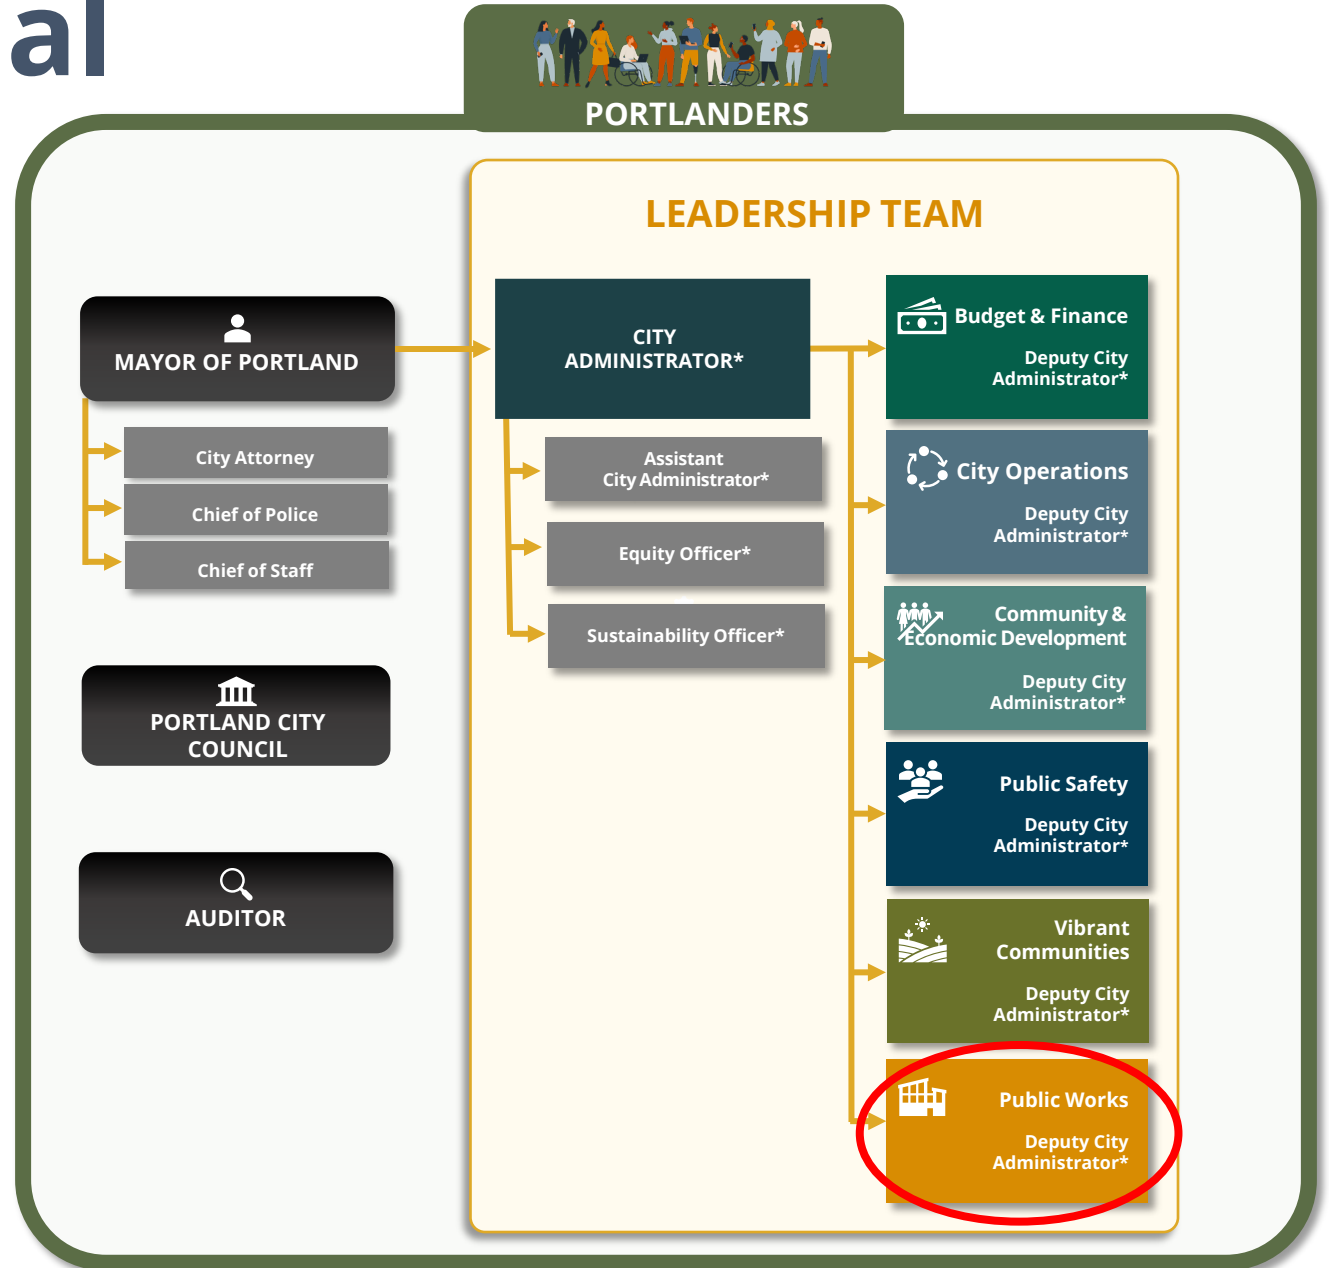 al
PORTLANDERS
LEADERSHIP TEAM
MAYOR OF PORTLAND
City Attorney
Chief of Police
Chief of Staff
PORTLAND CITY
COUNCIL
AUDITOR
CITY
ADMINISTRATOR*
Assistant
City Administrator*
Equity Officer*
Sustainability Officer*
Budget & Finance
Deputy City
Administrator*
City Operations
Deputy City
Administrator*
Community &
Economic Development
Deputy City
Administrator*
Public Safety
Deputy City
Administrator*
Vibrant
Communities
Deputy City
Administrator*
Public Works
Deputy City
Administrator*